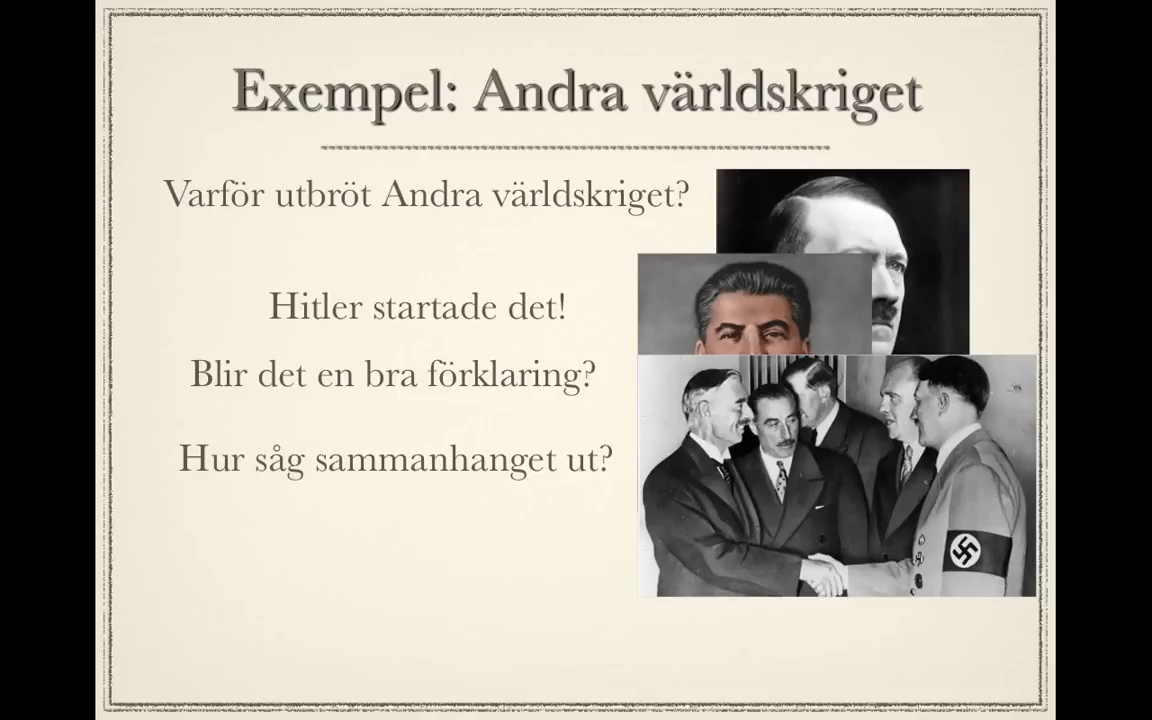 Exempel: Andra världskriget
Varför utbröt Andra världskriget?
Hitler startade det!
Blir det en bra förklaring?
Hur såg sammanhanget ut?